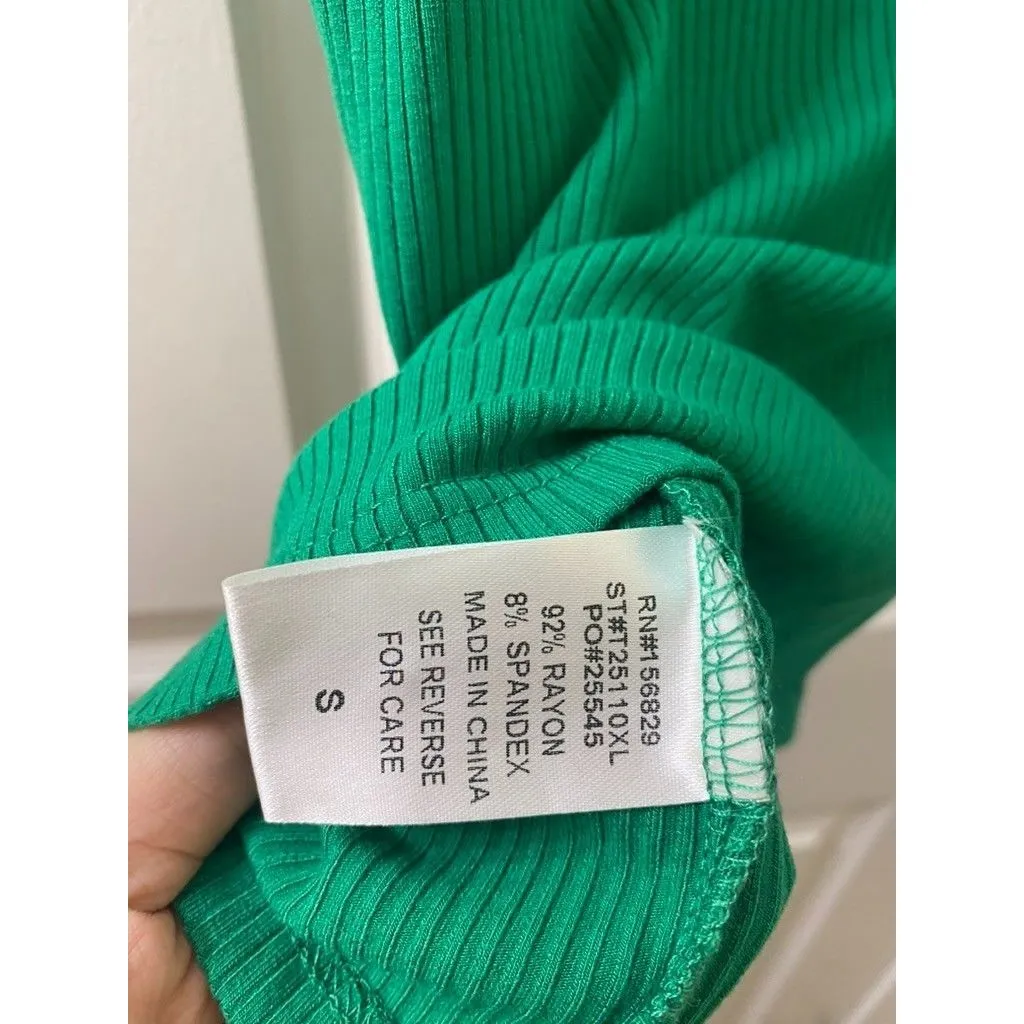 RN#156829
ST#T25110XL
PO#25545
92% RAYON
8% SPANDEX
MADE IN CHINA
SEE REVERSE
FOR CARE
S